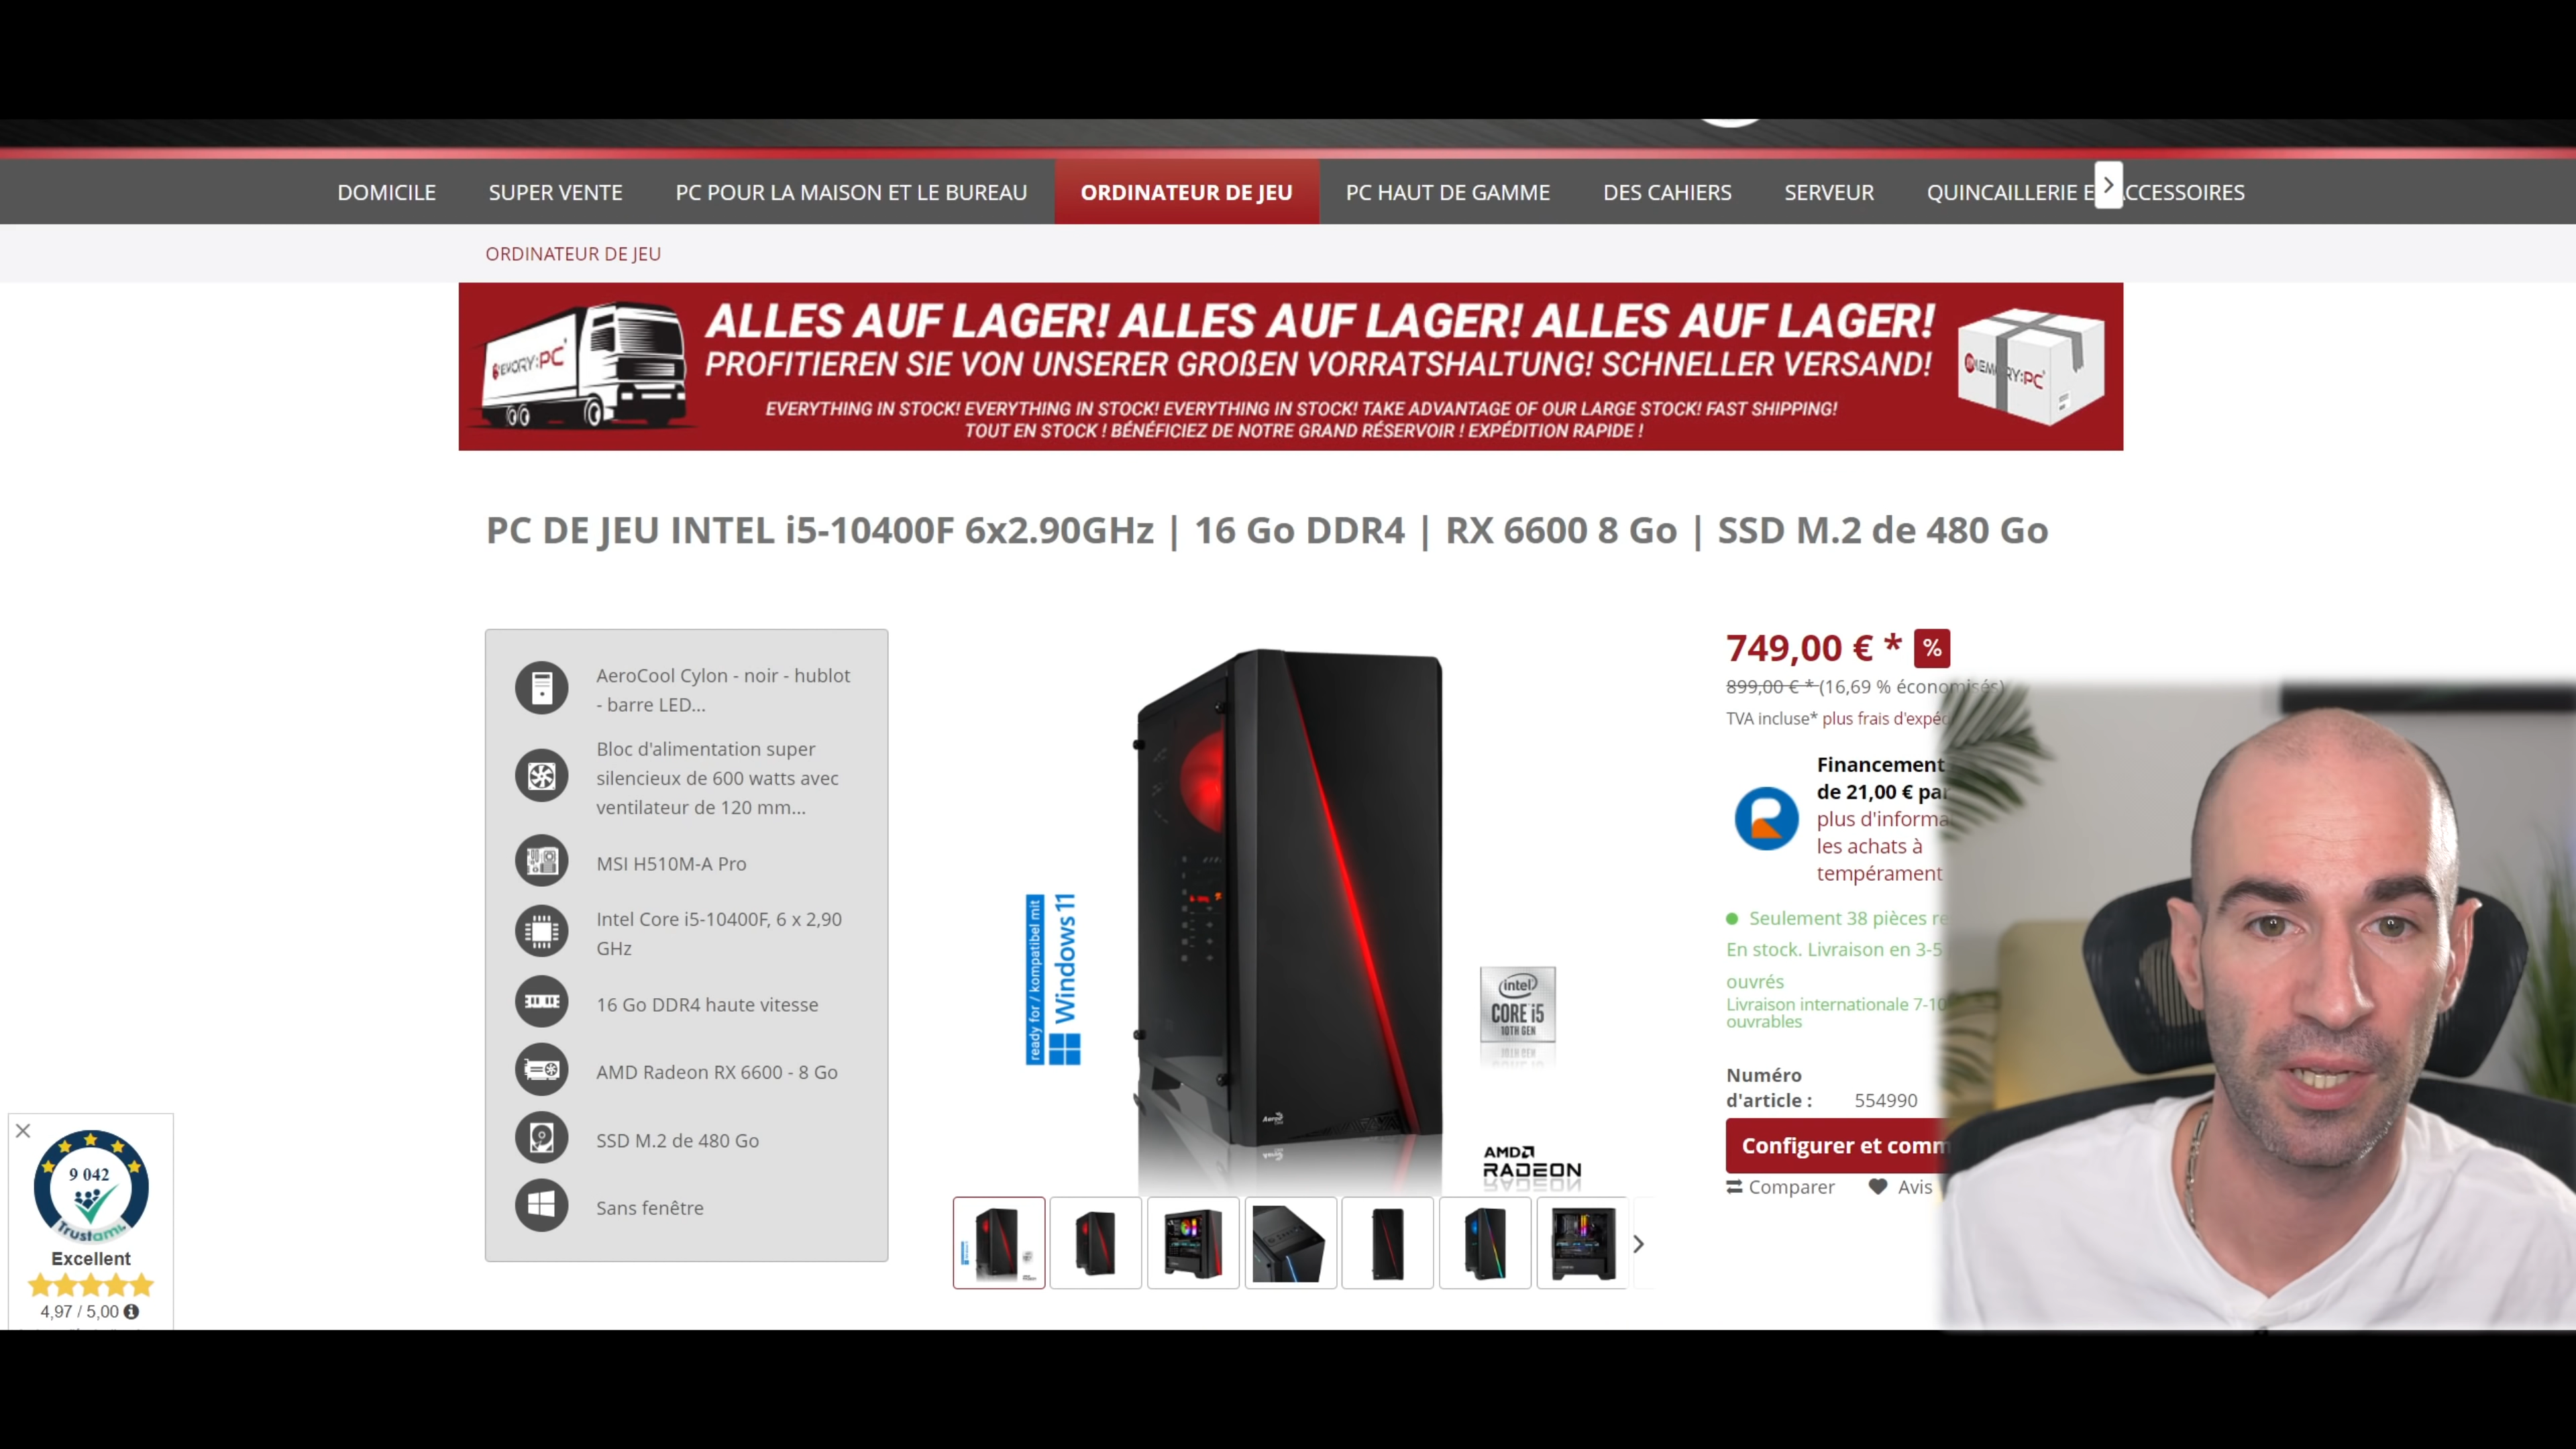 DOMICILE
SUPER VENTE
PC POUR LA MAISON ET LE BUREAU
ORDINATEUR DE JEU
PC HAUT DE GAMME
DES CAHIERS
SERVEUR
QUINCAILLERIE E
CCESSOIRES
ORDINATEUR DE JEU
MEMORY:PC
ALLES AUF LAGER! ALLES AUF LAGER! ALLES AUF LAGER!
PROFITIEREN SIE VON UNSERER GROßEN VORRATSHALTUNG! SCHNELLER VERSAND!
EVERYTHING IN STOCK! EVERYTHING IN STOCK! EVERYTHING IN STOCK! TAKE ADVANTAGE OF OUR LARGE STOCK! FAST SHIPPING!
TOUT EN STOCK ! BÉNÉFICIEZ DE NOTRE GRAND RÉSERVOIR ! EXPÉDITION RAPIDE !
MEMORY:PC
PC DE JEU INTEL i5-10400F 6x2.90GHz | 16 Go DDR4 | RX 6600 8 Go | SSD M.2 de 480 Go
AeroCool Cylon - noir - hublot
- barre LED...
Bloc d'alimentation super
silencieux de 600 watts avec
ventilateur de 120 mm...
MSI H510M-A Pro
Intel Core i5-10400F, 6 x 2,90
GHz
16 Go DDR4 haute vitesse
AMD Radeon RX 6600 - 8 Go
SSD M.2 de 480 Go
Sans fenêtre
ready for / kompatibel mit
Windows 11
intel
CORE i5
10TH GEN
AMD
RADEON
749,00 € * %
899,00 € * (16,69 % économisés)
TVA incluse* plus frais d'expéd
Financement
de 21,00 € par
plus d'informa
les achats à
tempérament
Seulement 38 pièces re
En stock. Livraison en 3-5
ouvrés
Livraison internationale 7-10
ouvrables
Numéro
d'article : 554990
Configurer et comm
Comparer
Avis
9 042
Trustami
Excellent
4,97 / 5,00